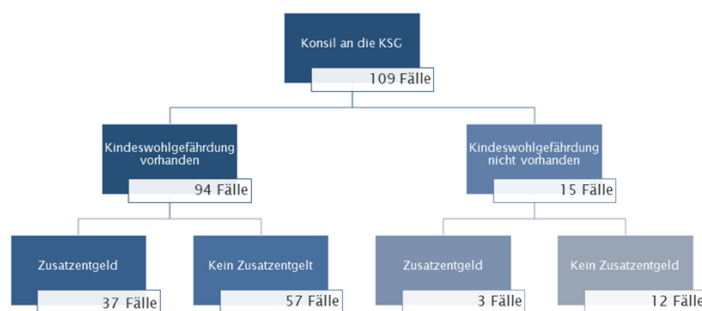 Konsil an die KSG
109 Fälle
Kindeswohlgefährdung
vorhanden
94 Fälle
Kindeswohlgefährdung
nicht vorhanden
15 Fälle
Zusatzentgeld
37 Fälle
Kein Zusatzentgelt
57 Fälle
Zusatzentgeld
3 Fälle
Kein Zusatzentgeld
12 Fälle